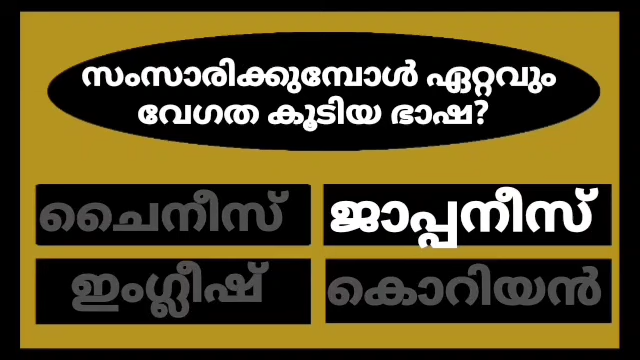 സംസാരിക്കുമ്പോൾ ഏറ്റവും
വേഗത കൂടിയ ഭാഷ?
ചൈനീസ്
ജാപ്പനീസ്
ഇംഗ്ലീഷ്
കൊറിയൻ